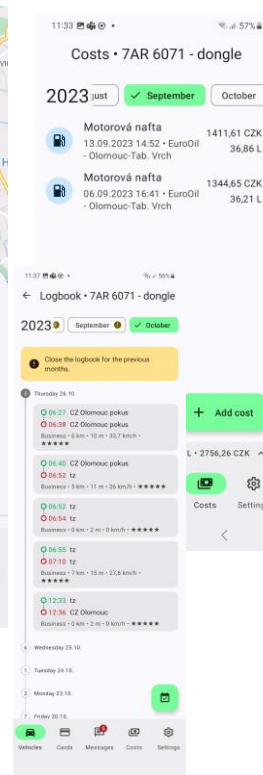 11:33
57%
Costs • 7AR 6071 - dongle
2023
ust
September
October
Motorová nafta
13.09.2023 14:52 • EuroOil
- Olomouc-Tab. Vrch
1411,61 CZK
36,86 L
Motorová nafta
06.09.2023 16:41 • EuroOil
- Olomouc-Tab. Vrch
1344,65 CZK
36,21 L
+ Add cost
L • 2756,26 CZK
Costs
Setting
11:37
56%
← Logbook • 7AR 6071 - dongle
2023
September
October
Close the logbook for the previous
months.
Thursday 26.10.
06:27 CZ Olomouc pokus
06:38 CZ Olomouc pokus
Business • 6 km • 10 m • 33,7 km/h •
★★★★★
06:40 CZ Olomouc pokus
06:52 tz
Business • 5 km • 11 m • 26 km/h • ★★★★★
06:52 tz
06:54 tz
Business • 0 km • 2 m • 0 km/h • ★★★★★
06:55 tz
07:10 tz
Business • 7 km • 15 m • 27,8 km/h •
★★★★★
12:33 tz
12:36 CZ Olomouc
Business • 0 km • 2 m • 0 km/h • ★★★★★
Wednesday 25.10.
Tuesday 24.10.
Monday 23.10.
Friday 20.10.
Vehicles
Cards
Messages
Costs
Settings